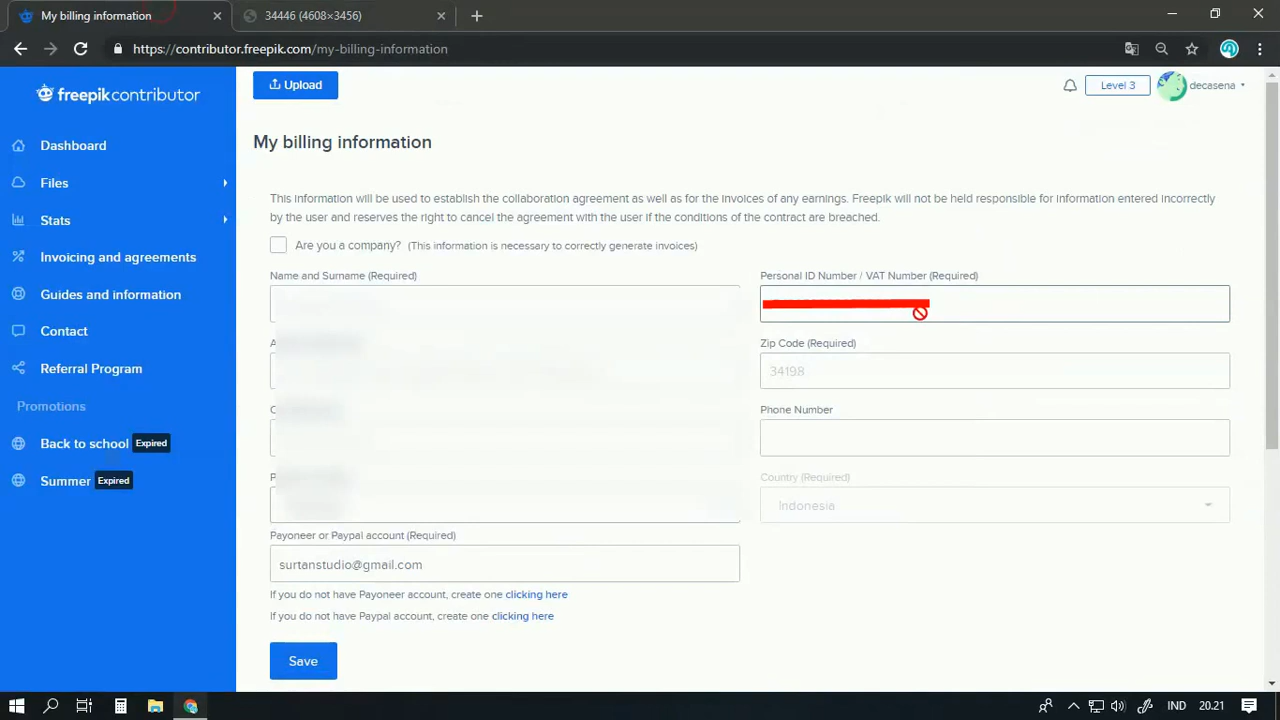 My billing information
34446 (4608×3456)
https://contributor.freepik.com/my-billing-information
freepikcontributor
Upload
Level 3
decasena
Dashboard
Files
Stats
Invoicing and agreements
Guides and information
Contact
Referral Program
Promotions
Back to school Expired
Summer Expired
My billing information
This information will be used to establish the collaboration agreement as well as for the invoices of any earnings. Freepik will not be held responsible for information entered incorrectly
by the user and reserves the right to cancel the agreement with the user if the conditions of the contract are breached.
Are you a company? (This information is necessary to correctly generate invoices)
Name and Surname (Required)
Personal ID Number / VAT Number (Required)
Zip Code (Required)
34198
Phone Number
Country (Required)
Indonesia
Payoneer or Paypal account (Required)
surtanstudio@gmail.com
If you do not have Payoneer account, create one clicking here
If you do not have Paypal account, create one clicking here
Save
IND
20.21